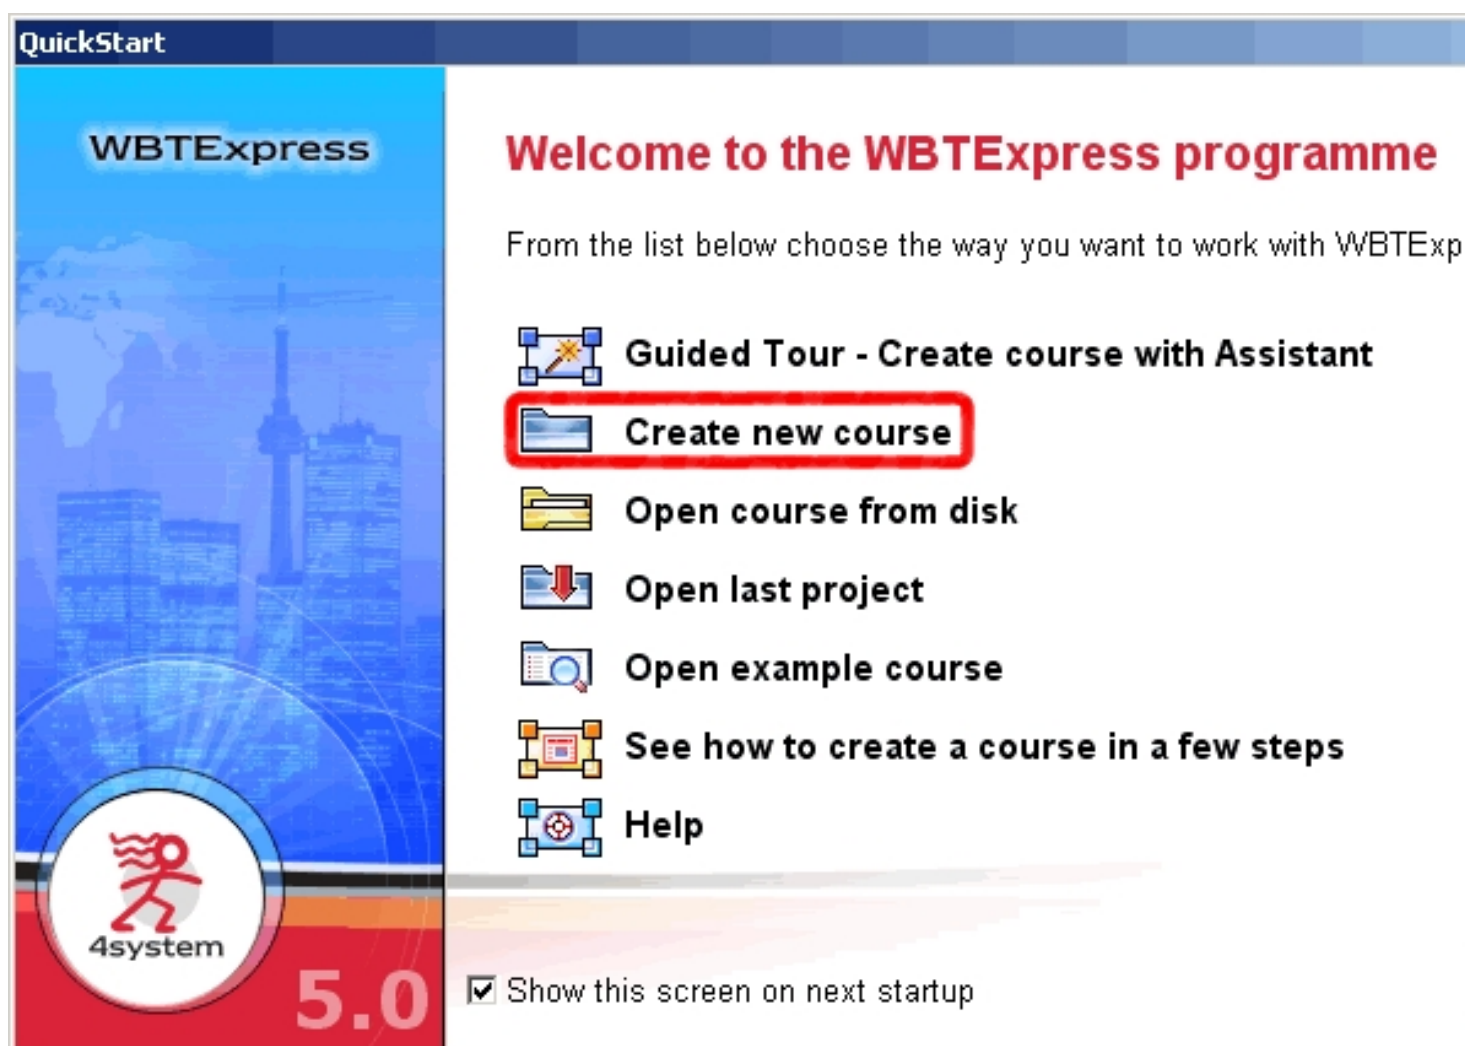 QuickStart
WBTExpress
Welcome to the WBTExpress programme
From the list below choose the way you want to work with WBTExp
Guided Tour - Create course with Assistant
Create new course
Open course from disk
Open last project
Open example course
See how to create a course in a few steps
Help
4system
5.0
Show this screen on next startup